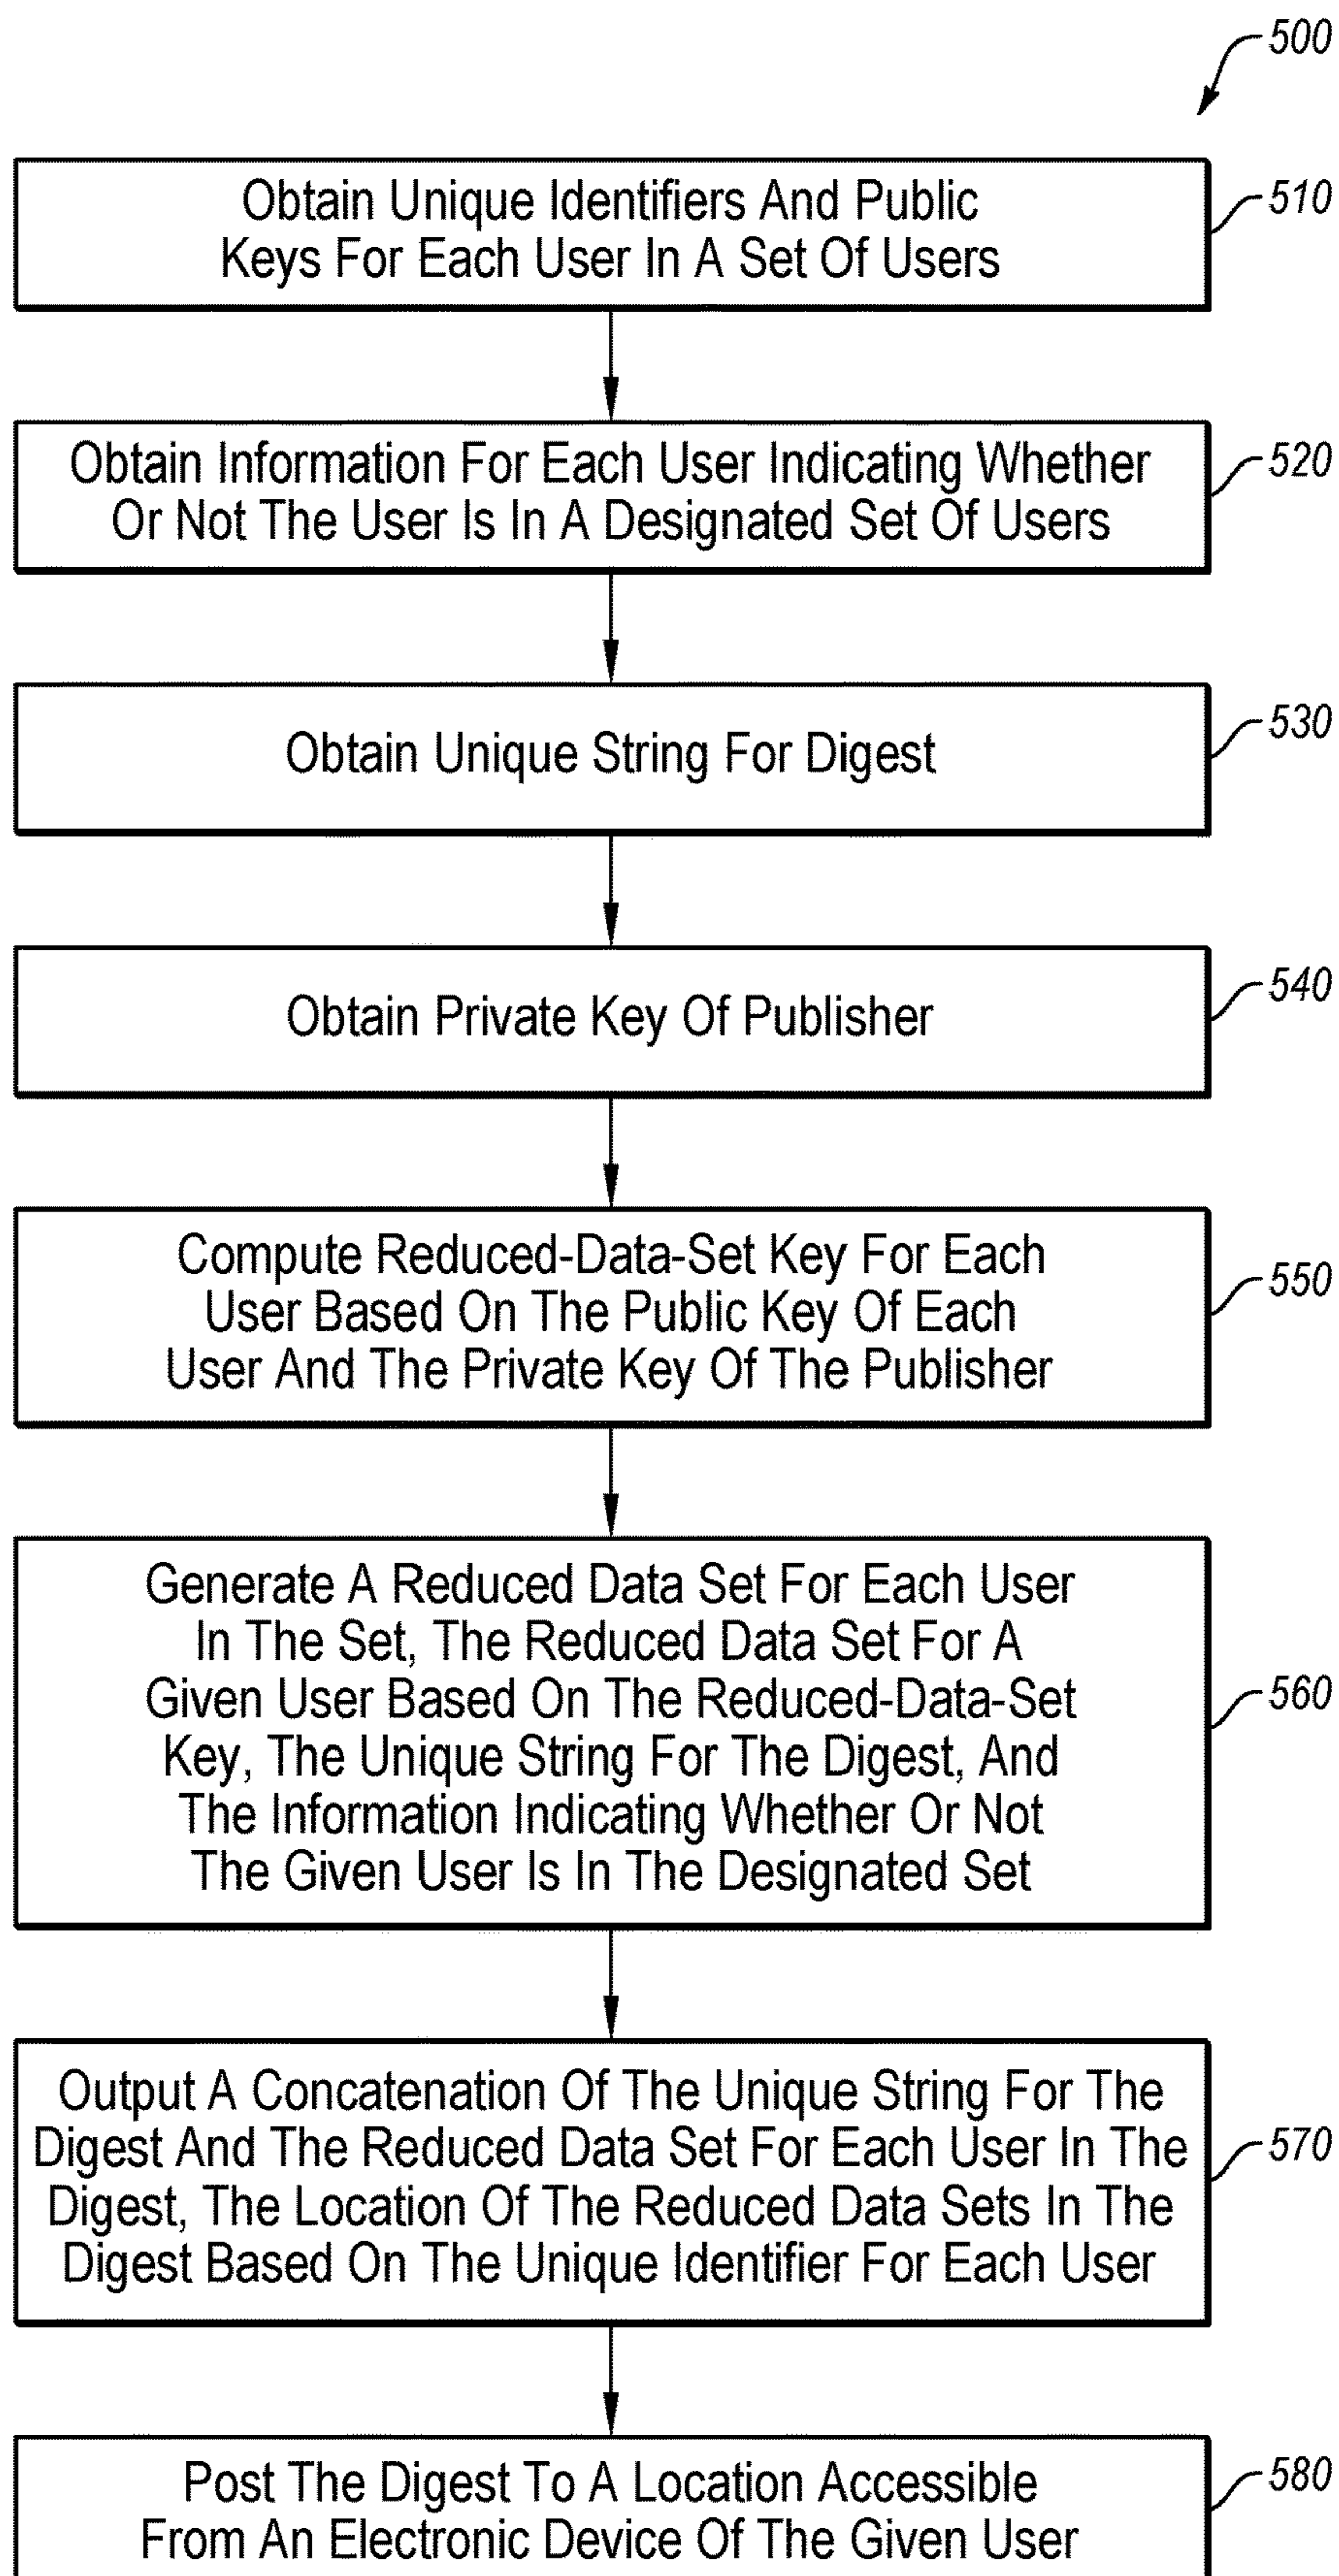 500
Obtain Unique Identifiers And Public
Keys For Each User In A Set Of Users
510
Obtain Information For Each User Indicating Whether
Or Not The User Is In A Designated Set Of Users
520
Obtain Unique String For Digest
530
Obtain Private Key Of Publisher
540
Compute Reduced-Data-Set Key For Each
User Based On The Public Key Of Each
User And The Private Key Of The Publisher
550
Generate A Reduced Data Set For Each User
In The Set, The Reduced Data Set For A
Given User Based On The Reduced-Data-Set
Key, The Unique String For The Digest, And
The Information Indicating Whether Or Not
The Given User Is In The Designated Set
560
Output A Concatenation Of The Unique String For The
Digest And The Reduced Data Set For Each User In The
Digest, The Location Of The Reduced Data Sets In The
Digest Based On The Unique Identifier For Each User
570
Post The Digest To A Location Accessible
From An Electronic Device Of The Given User
580